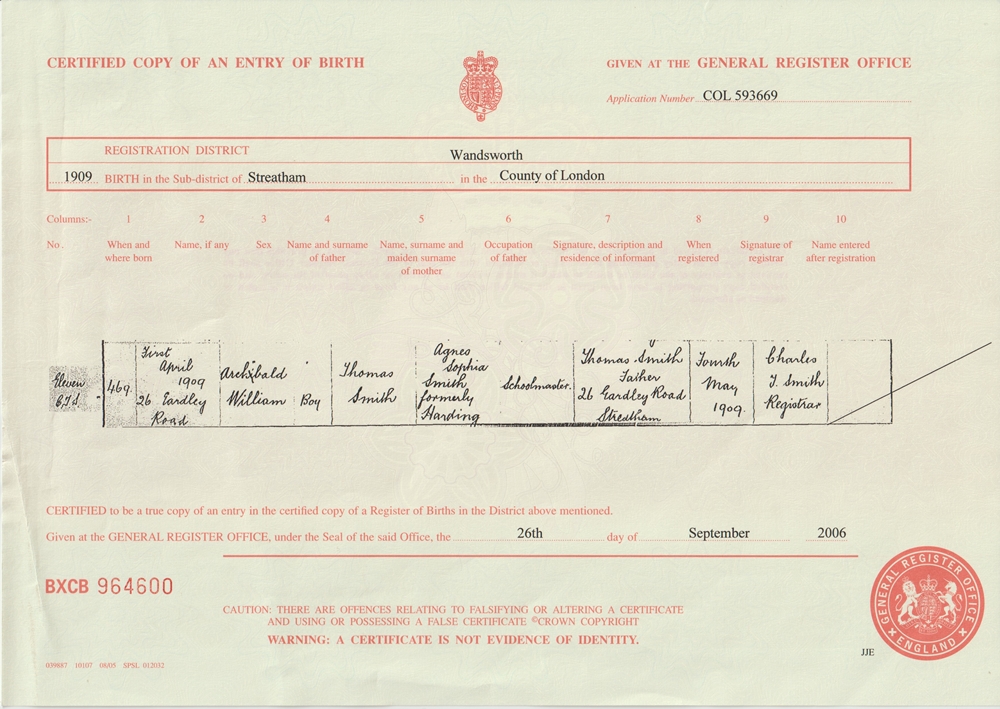 CERTIFIED COPY OF AN ENTRY OF BIRTH
GIVEN AT THE GENERAL REGISTER OFFICE
Application Number COL 593669
REGISTRATION DISTRICT Wandsworth
1909 BIRTH in the Sub-district of Streatham in the County of London
Columns:- 1 2 3 4 5 6 7 8 9 10
No. When and where born
Name, if any
Sex
Name and surname of father
Name, surname and maiden surname of mother
Occupation of father
Signature, description and residence of informant
When registered
Signature of registrar
Name entered after registration
Eleven
CTS
469
First
April
1909
26 Eardley
Road
Archibald
William
Boy
Thomas
Smith
Agnes
Sophia
Smith
formerly
Harding
Schoolmaster.
Thomas Smith
Father
26 Eardley Road
Streatham
Fourth
May
1909.
Charles
T. Smith
Registrar
CERTIFIED to be a true copy of an entry in the certified copy of a Register of Births in the District above mentioned.
Given at the GENERAL REGISTER OFFICE, under the Seal of the said Office, the 26th day of September 2006
BXCB 964600
CAUTION: THERE ARE OFFENCES RELATING TO FALSIFYING OR ALTERING A CERTIFICATE
AND USING OR POSSESSING A FALSE CERTIFICATE ©CROWN COPYRIGHT
WARNING: A CERTIFICATE IS NOT EVIDENCE OF IDENTITY.
GENERAL REGISTER OFFICE
ENGLAND
JJE
039887 10107 08/05 SPSL 012032